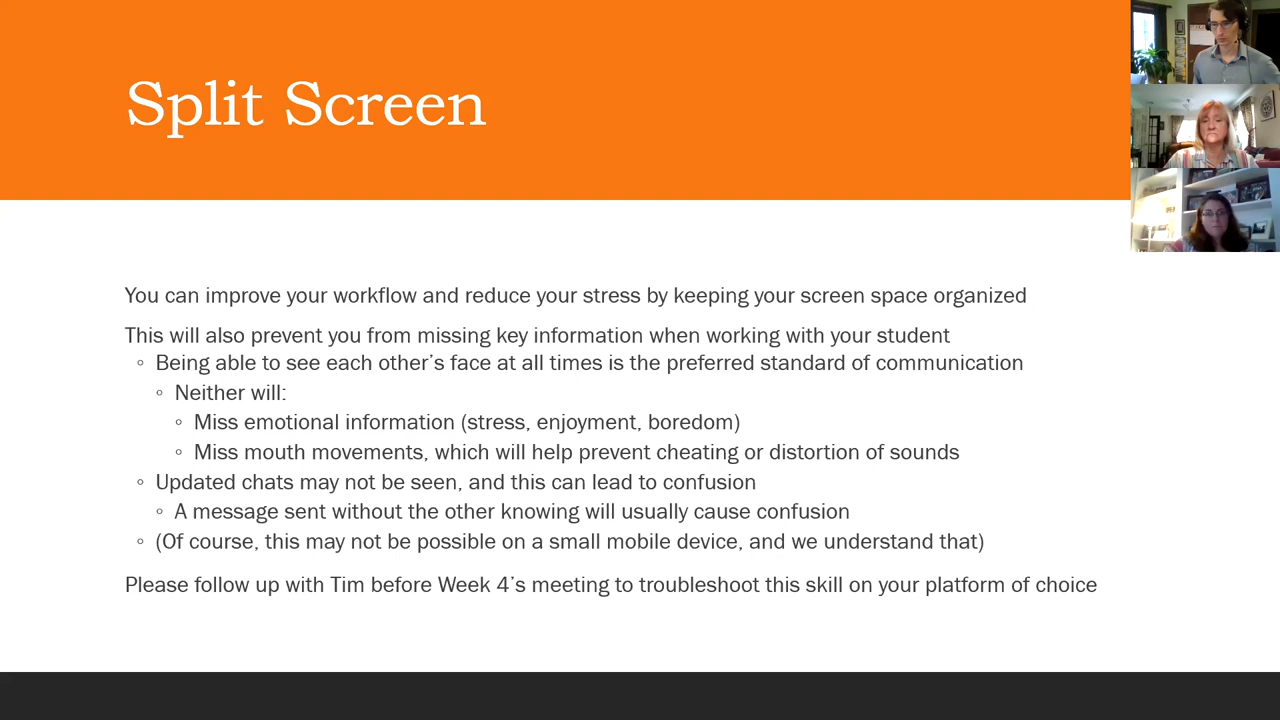 Split Screen
You can improve your workflow and reduce your stress by keeping your screen space organized
This will also prevent you from missing key information when working with your student
◦ Being able to see each other’s face at all times is the preferred standard of communication
◦ Neither will:
◦ Miss emotional information (stress, enjoyment, boredom)
◦ Miss mouth movements, which will help prevent cheating or distortion of sounds
◦ Updated chats may not be seen, and this can lead to confusion
◦ A message sent without the other knowing will usually cause confusion
◦ (Of course, this may not be possible on a small mobile device, and we understand that)
Please follow up with Tim before Week 4’s meeting to troubleshoot this skill on your platform of choice